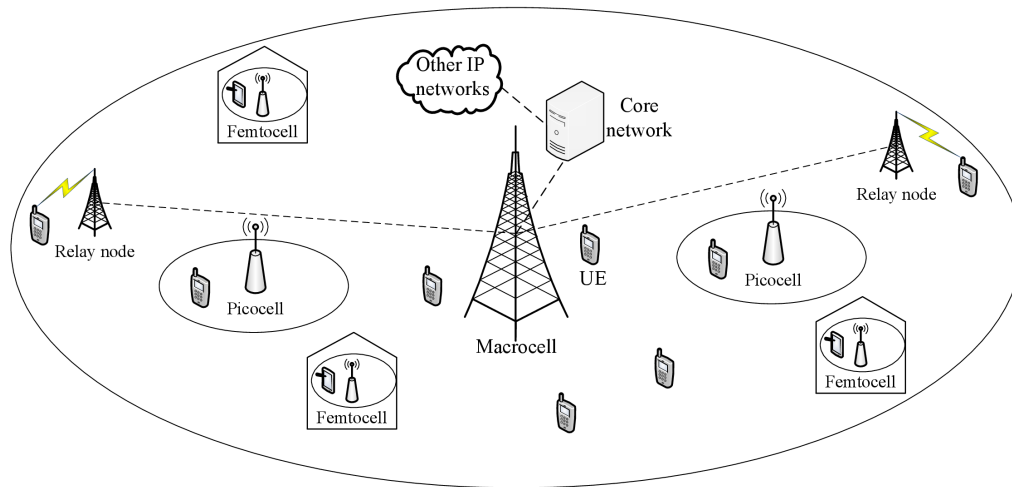 Other IP
networks
Core
network
Femtocell
Relay node
Relay node
UE
Picocell
Picocell
Macrocell
Femtocell
Femtocell